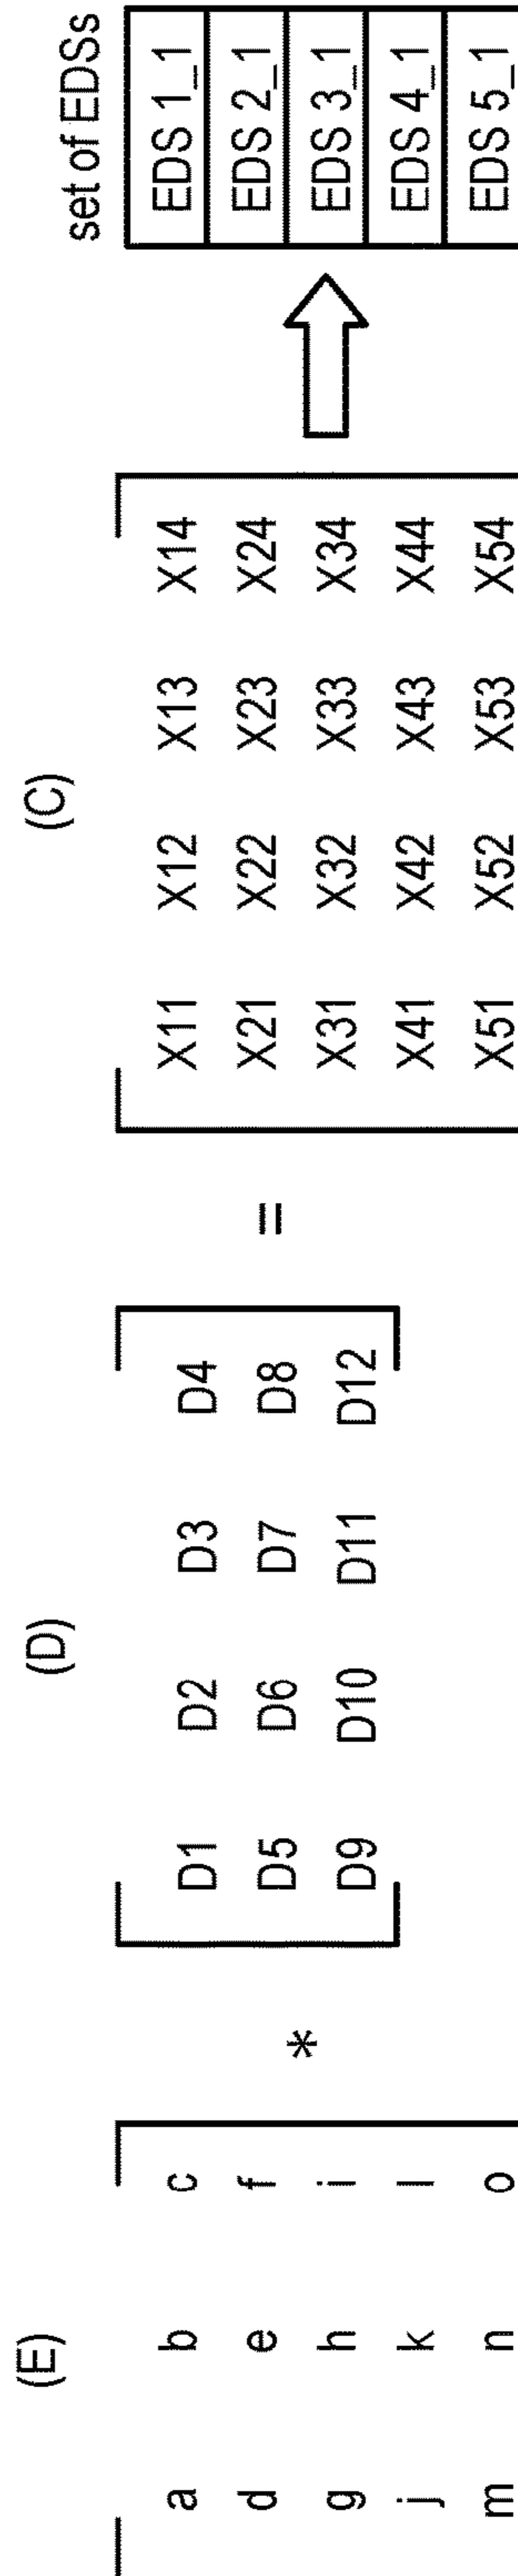 (E) (D) (C) set of EDSs
a b c D1 D2 D3 D4 X11 X12 X13 X14 EDS 1_1
d e f * D5 D6 D7 D8 = X21 X22 X23 X24 EDS 2_1
g h i D9 D10 D11 D12 X31 X32 X33 X34 EDS 3_1
j k l X41 X42 X43 X44 EDS 4_1
m n o X51 X52 X53 X54 EDS 5_1